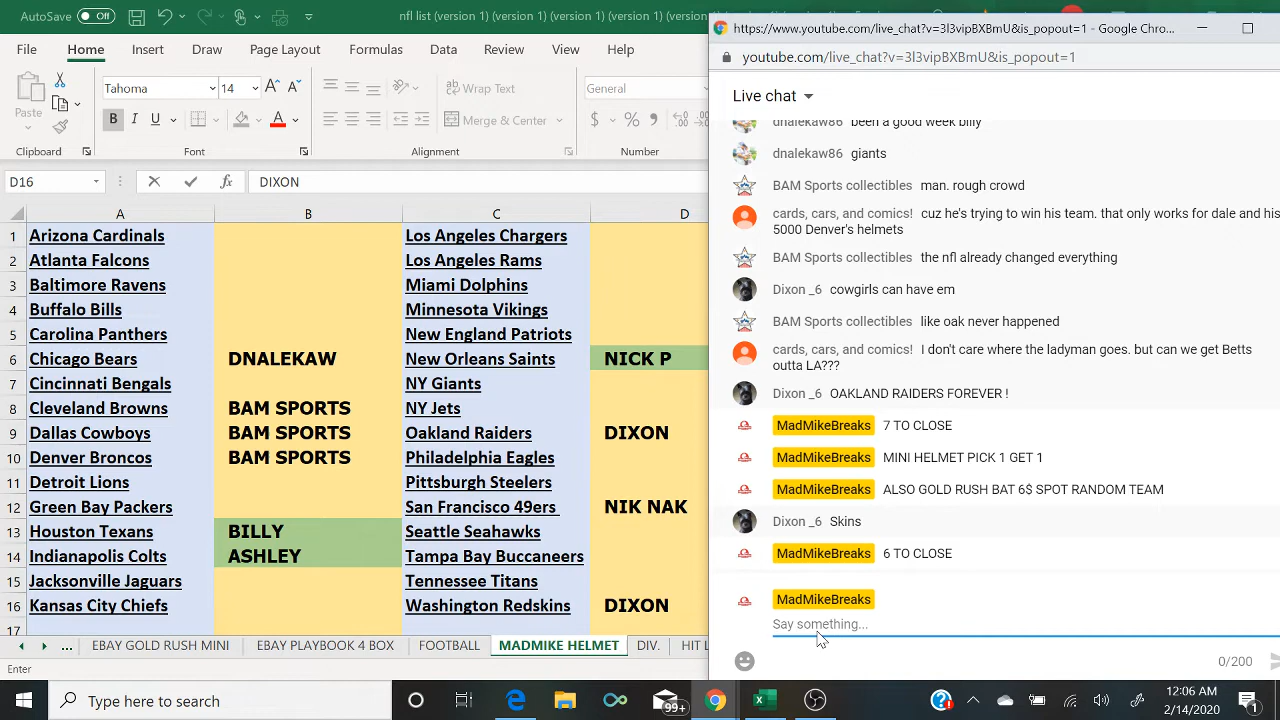 AutoSave Off
nfl list (version 1) (version 1) (version 1) (version 1) (version 1)
https://www.youtube.com/live_chat?v=3l3vipBXBmU&is_popout=1 - Google Chro...
youtube.com/live_chat?v=3l3vipBXBmU&is_popout=1
File Home Insert Draw Page Layout Formulas Data Review View Help
Tahoma 14
Wrap Text
General
Paste
B I U
Merge & Center
$ %
Clipboard Font Alignment Number
D16 fx DIXON
A B C D
1 Arizona Cardinals Los Angeles Chargers
2 Atlanta Falcons Los Angeles Rams
3 Baltimore Ravens Miami Dolphins
4 Buffalo Bills Minnesota Vikings
5 Carolina Panthers New England Patriots
6 Chicago Bears DNALEKAW New Orleans Saints NICK P
7 Cincinnati Bengals NY Giants
8 Cleveland Browns BAM SPORTS NY Jets
9 Dallas Cowboys BAM SPORTS Oakland Raiders DIXON
10 Denver Broncos BAM SPORTS Philadelphia Eagles
11 Detroit Lions Pittsburgh Steelers
12 Green Bay Packers San Francisco 49ers NIK NAK
13 Houston Texans BILLY Seattle Seahawks
14 Indianapolis Colts ASHLEY Tampa Bay Buccaneers
15 Jacksonville Jaguars Tennessee Titans
16 Kansas City Chiefs Washington Redskins DIXON
17
... EBAY GOLD RUSH MINI EBAY PLAYBOOK 4 BOX FOOTBALL MADMIKE HELMET DIV. HIT L
Enter
Live chat
dnalekaw86 been a good week billy
dnalekaw86 giants
BAM Sports collectibles man. rough crowd
cards, cars, and comics! cuz he's trying to win his team. that only works for dale and his
5000 Denver's helmets
BAM Sports collectibles the nfl already changed everything
Dixon _6 cowgirls can have em
BAM Sports collectibles like oak never happened
cards, cars, and comics! I don't care where the ladyman goes. but can we get Betts
outta LA???
Dixon _6 OAKLAND RAIDERS FOREVER !
MadMikeBreaks 7 TO CLOSE
MadMikeBreaks MINI HELMET PICK 1 GET 1
MadMikeBreaks ALSO GOLD RUSH BAT 6$ SPOT RANDOM TEAM
Dixon _6 Skins
MadMikeBreaks 6 TO CLOSE
MadMikeBreaks
Say something...
0/200
Type here to search
99+
12:06 AM
2/14/2020
1